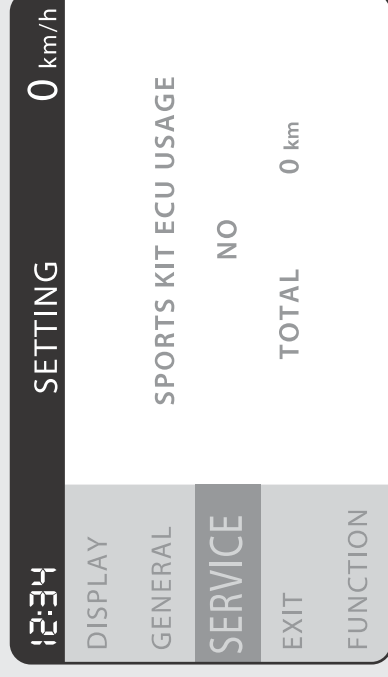 12:34 SETTING 0 km/h
DISPLAY
GENERAL
SERVICE
EXIT
FUNCTION
SPORTS KIT ECU USAGE
NO
TOTAL 0 km